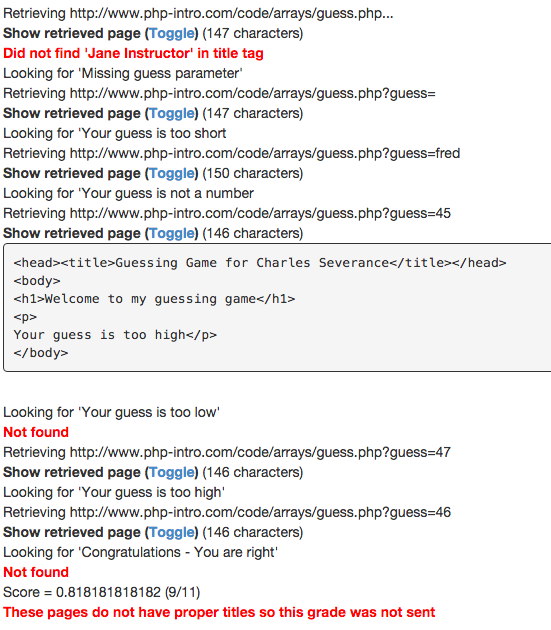 Retrieving http://www.php-intro.com/code/arrays/guess.php...
Show retrieved page (Toggle) (147 characters)
Did not find 'Jane Instructor' in title tag
Looking for 'Missing guess parameter'
Retrieving http://www.php-intro.com/code/arrays/guess.php?guess=
Show retrieved page (Toggle) (147 characters)
Looking for 'Your guess is too short
Retrieving http://www.php-intro.com/code/arrays/guess.php?guess=fred
Show retrieved page (Toggle) (150 characters)
Looking for 'Your guess is not a number
Retrieving http://www.php-intro.com/code/arrays/guess.php?guess=45
Show retrieved page (Toggle) (146 characters)
<head><title>Guessing Game for Charles Severance</title></head>
<body>
<h1>Welcome to my guessing game</h1>
<p>
Your guess is too high</p>
</body>
Looking for 'Your guess is too low'
Not found
Retrieving http://www.php-intro.com/code/arrays/guess.php?guess=47
Show retrieved page (Toggle) (146 characters)
Looking for 'Your guess is too high'
Retrieving http://www.php-intro.com/code/arrays/guess.php?guess=46
Show retrieved page (Toggle) (146 characters)
Looking for 'Congratulations - You are right'
Not found
Score = 0.818181818182 (9/11)
These pages do not have proper titles so this grade was not sent